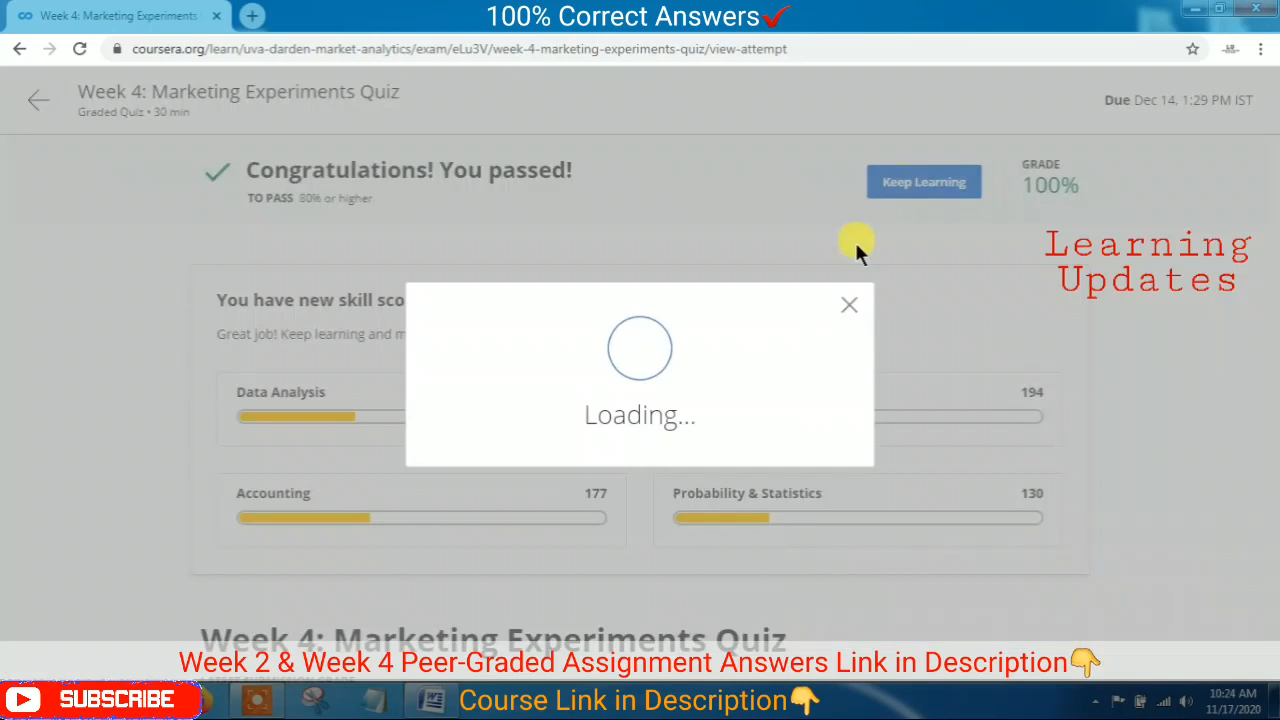 Week 4: Marketing Experiments
100% Correct Answers
coursera.org/learn/uva-darden-market-analytics/exam/eLu3V/week-4-marketing-experiments-quiz/view-attempt
Week 4: Marketing Experiments Quiz
Graded Quiz • 30 min
Due Dec 14, 1:29 PM IST
Congratulations! You passed!
TO PASS 80% or higher
Keep Learning
GRADE
100%
Learning
Updates
You have new skill sco
Great job! Keep learning and m
Loading...
Data Analysis
194
Accounting 177
Probability & Statistics 130
Week 4: Marketing Experiments Quiz
Week 2 & Week 4 Peer-Graded Assignment Answers Link in Description
SUBSCRIBE
Course Link in Description
10:24 AM
11/17/2020